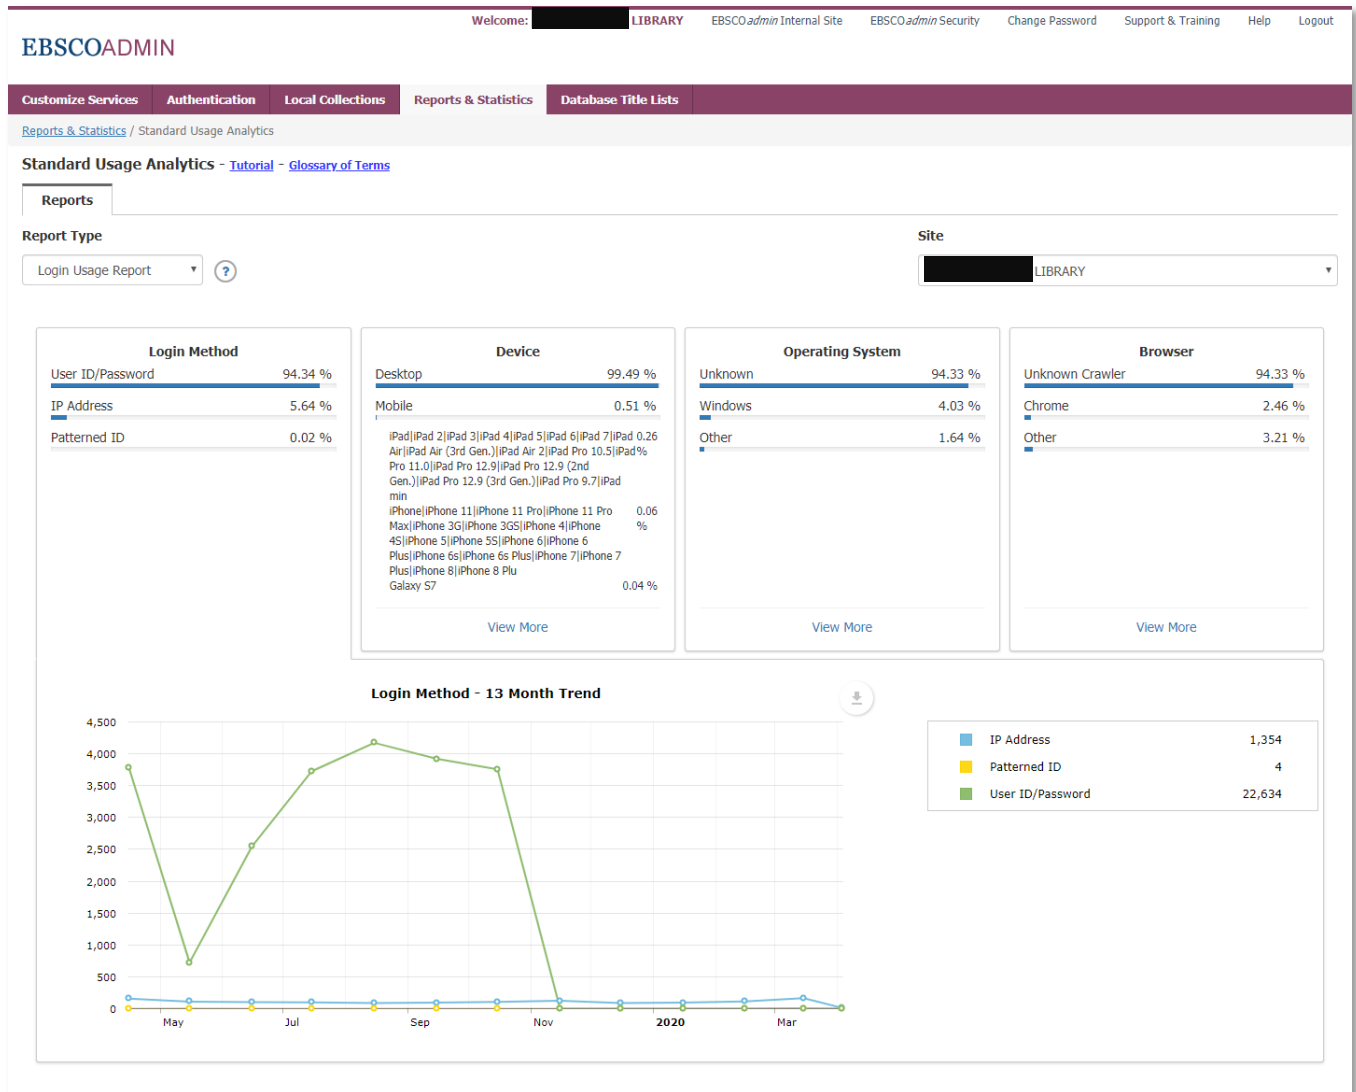 Welcome: LIBRARY EBSCOadmin Internal Site EBSCOadmin Security Change Password Support & Training Help Logout
EBSCOADMIN
Customize Services Authentication Local Collections Reports & Statistics Database Title Lists
Reports & Statistics / Standard Usage Analytics
Standard Usage Analytics - Tutorial - Glossary of Terms
Reports
Report Type
Login Usage Report
?
Site
LIBRARY
Login Method
User ID/Password 94.34 %
IP Address 5.64 %
Patterned ID 0.02 %
Device
Desktop 99.49 %
Mobile 0.51 %
iPad|iPad 2|iPad 3|iPad 4|iPad 5|iPad 6|iPad 7|iPad 0.26
Air|iPad Air (3rd Gen.)|iPad Air 2|iPad Pro 10.5|iPad %
Pro 11.0|iPad Pro 12.9|iPad Pro 12.9 (2nd
Gen.)|iPad Pro 12.9 (3rd Gen.)|iPad Pro 9.7|iPad
min
iPhone|iPhone 11|iPhone 11 Pro|iPhone 11 Pro 0.06
Max|iPhone 3G|iPhone 3GS|iPhone 4|iPhone %
4S|iPhone 5|iPhone 5S|iPhone 6|iPhone 6
Plus|iPhone 6s|iPhone 6s Plus|iPhone 7|iPhone 7
Plus|iPhone 8|iPhone 8 Plu
Galaxy S7 0.04 %
View More
Operating System
Unknown 94.33 %
Windows 4.03 %
Other 1.64 %
View More
Browser
Unknown Crawler 94.33 %
Chrome 2.46 %
Other 3.21 %
View More
Login Method - 13 Month Trend
4,500
4,000
3,500
3,000
2,500
2,000
1,500
1,000
500
0
May Jul Sep Nov 2020 Mar
IP Address 1,354
Patterned ID 4
User ID/Password 22,634